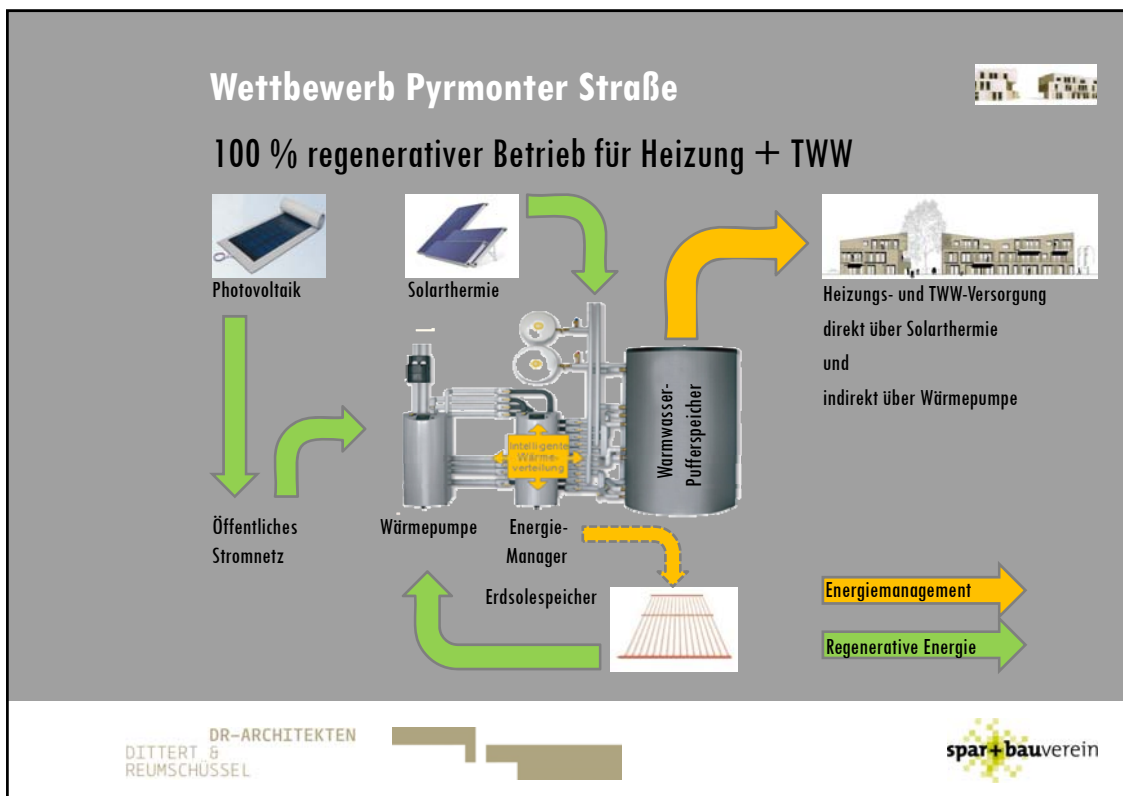 Wettbewerb Pyrmonter Straße
100 % regenerativer Betrieb für Heizung + TWW
Photovoltaik
Solarthermie
Heizungs- und TWW-Versorgung
direkt über Solarthermie
und
indirekt über Wärmepumpe
Intelligente
Wärme-
verteilung
Warmwasser-
Pufferspeicher
Öffentliches
Stromnetz
Wärmepumpe
Energie-
Manager
Erdsolespeicher
Energiemanagement
Regenerative Energie
DR-ARCHITEKTEN
DITTERT &
REUMSCHÜSSEL
spar+bauverein